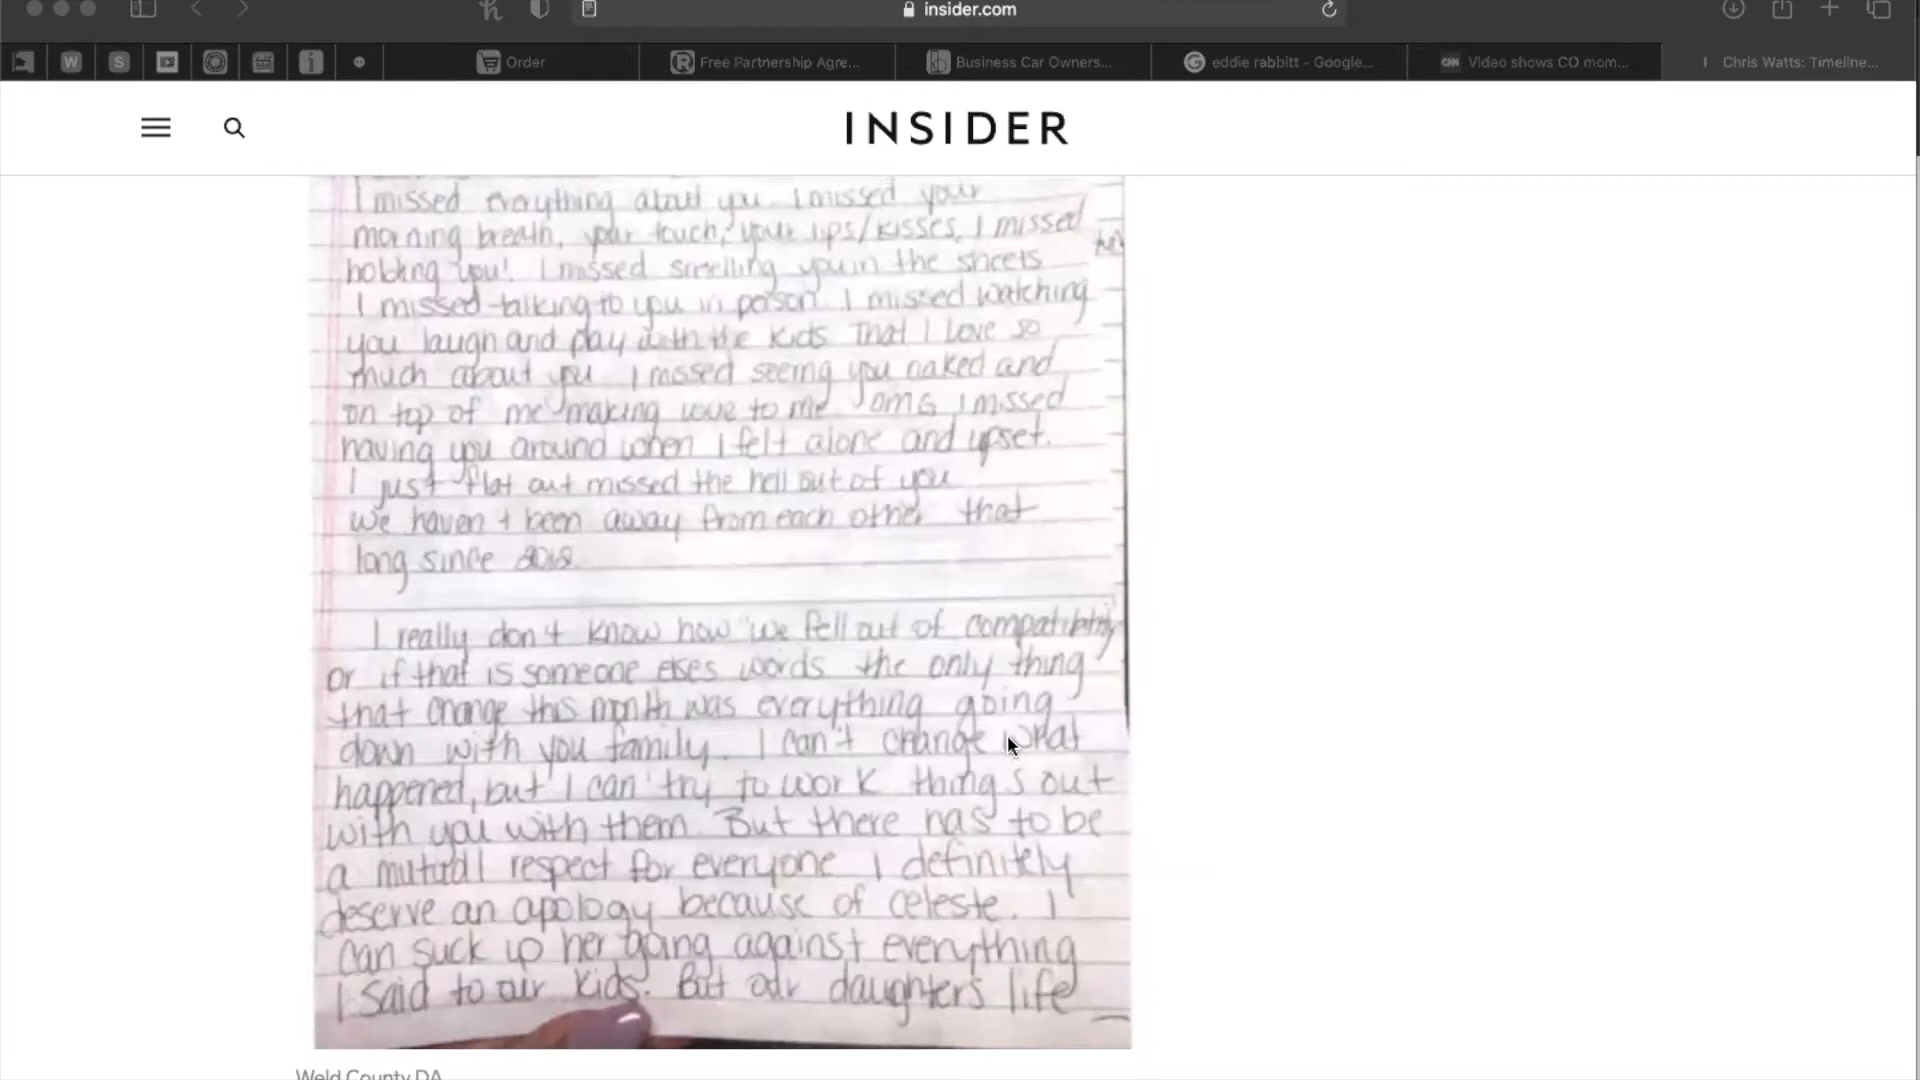 insider.com
W
S
Order
Free Partnership Agre...
Business Car Owners...
eddie rabbitt - Google...
CNN Video shows CO mom...
I Chris Watts: Timeline...
INSIDER
I missed everything about you. I missed your
morning breath, your touch, your lips/kisses, I missed
holding you! I missed smelling you in the sheets
I missed talking to you in person. I missed watching
you laugh and play with the kids that I love so
much about you I missed seeing you naked and
on top of me making love to me OMG I missed
having you around when I felt alone and upset.
I just flat out missed the hell out of you
we haven't been away from each other that
long since
I really don't know how we fell out of compatibility
or if that is someone elses words the only thing
that change this month was everything going
down with you family. I can't change what
happened, but I can try to work things out
with you with them. But there has to be
a mutual respect for everyone I definitely
deserve an apology because of celeste. I
can suck up her going against everything
I said to our kids. But our daughters life
Weld County DA